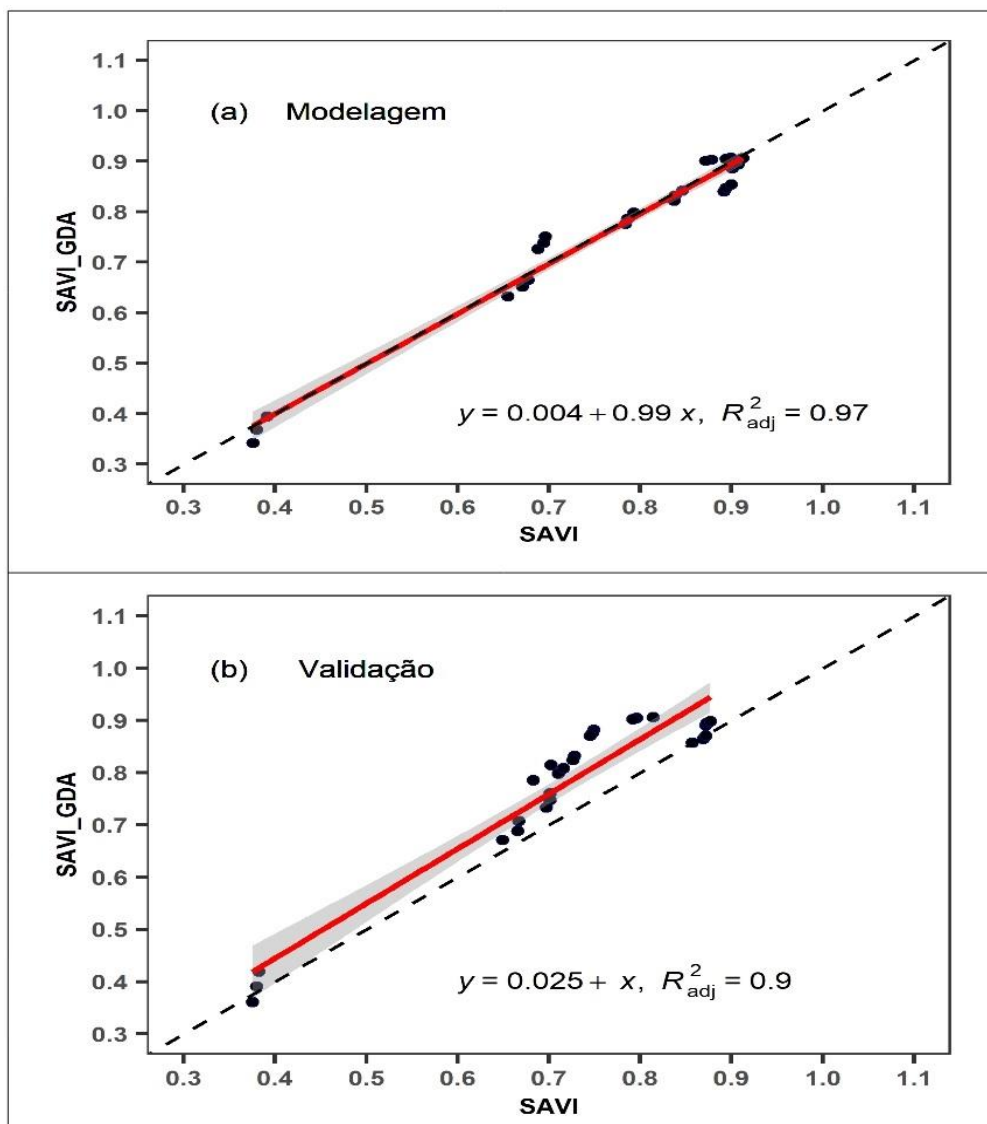 1.1
1.0
(a) Modelagem
0.9
0.8
0.7
0.6
0.5
0.4
0.3
SAVI_GDA
y = 0.004 + 0.99 x, R²adj = 0.97
0.3 0.4 0.5 0.6 0.7 0.8 0.9 1.0 1.1
SAVI
1.1
1.0
(b) Validação
0.9
0.8
0.7
0.6
0.5
0.4
0.3
SAVI_GDA
y = 0.025 + x, R²adj = 0.9
0.3 0.4 0.5 0.6 0.7 0.8 0.9 1.0 1.1
SAVI